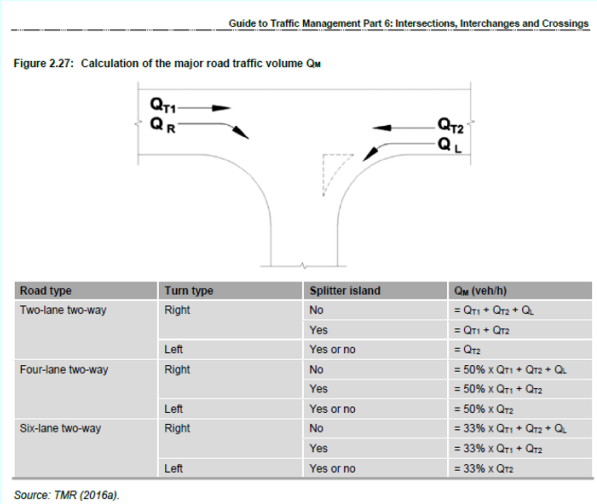 Guide to Traffic Management Part 6: Intersections, Interchanges and Crossings
Figure 2.27: Calculation of the major road traffic volume QM
QT1
QR
QT2
QL
Road type Turn type Splitter island QM (veh/h)
Two-lane two-way Right No = QT1 + QT2 + QL
Yes = QT1 + QT2
Left Yes or no = QT2
Four-lane two-way Right No = 50% x QT1 + QT2 + QL
Yes = 50% x QT1 + QT2
Left Yes or no = 50% x QT2
Six-lane two-way Right No = 33% x QT1 + QT2 + QL
Yes = 33% x QT1 + QT2
Left Yes or no = 33% x QT2
Source: TMR (2016a).